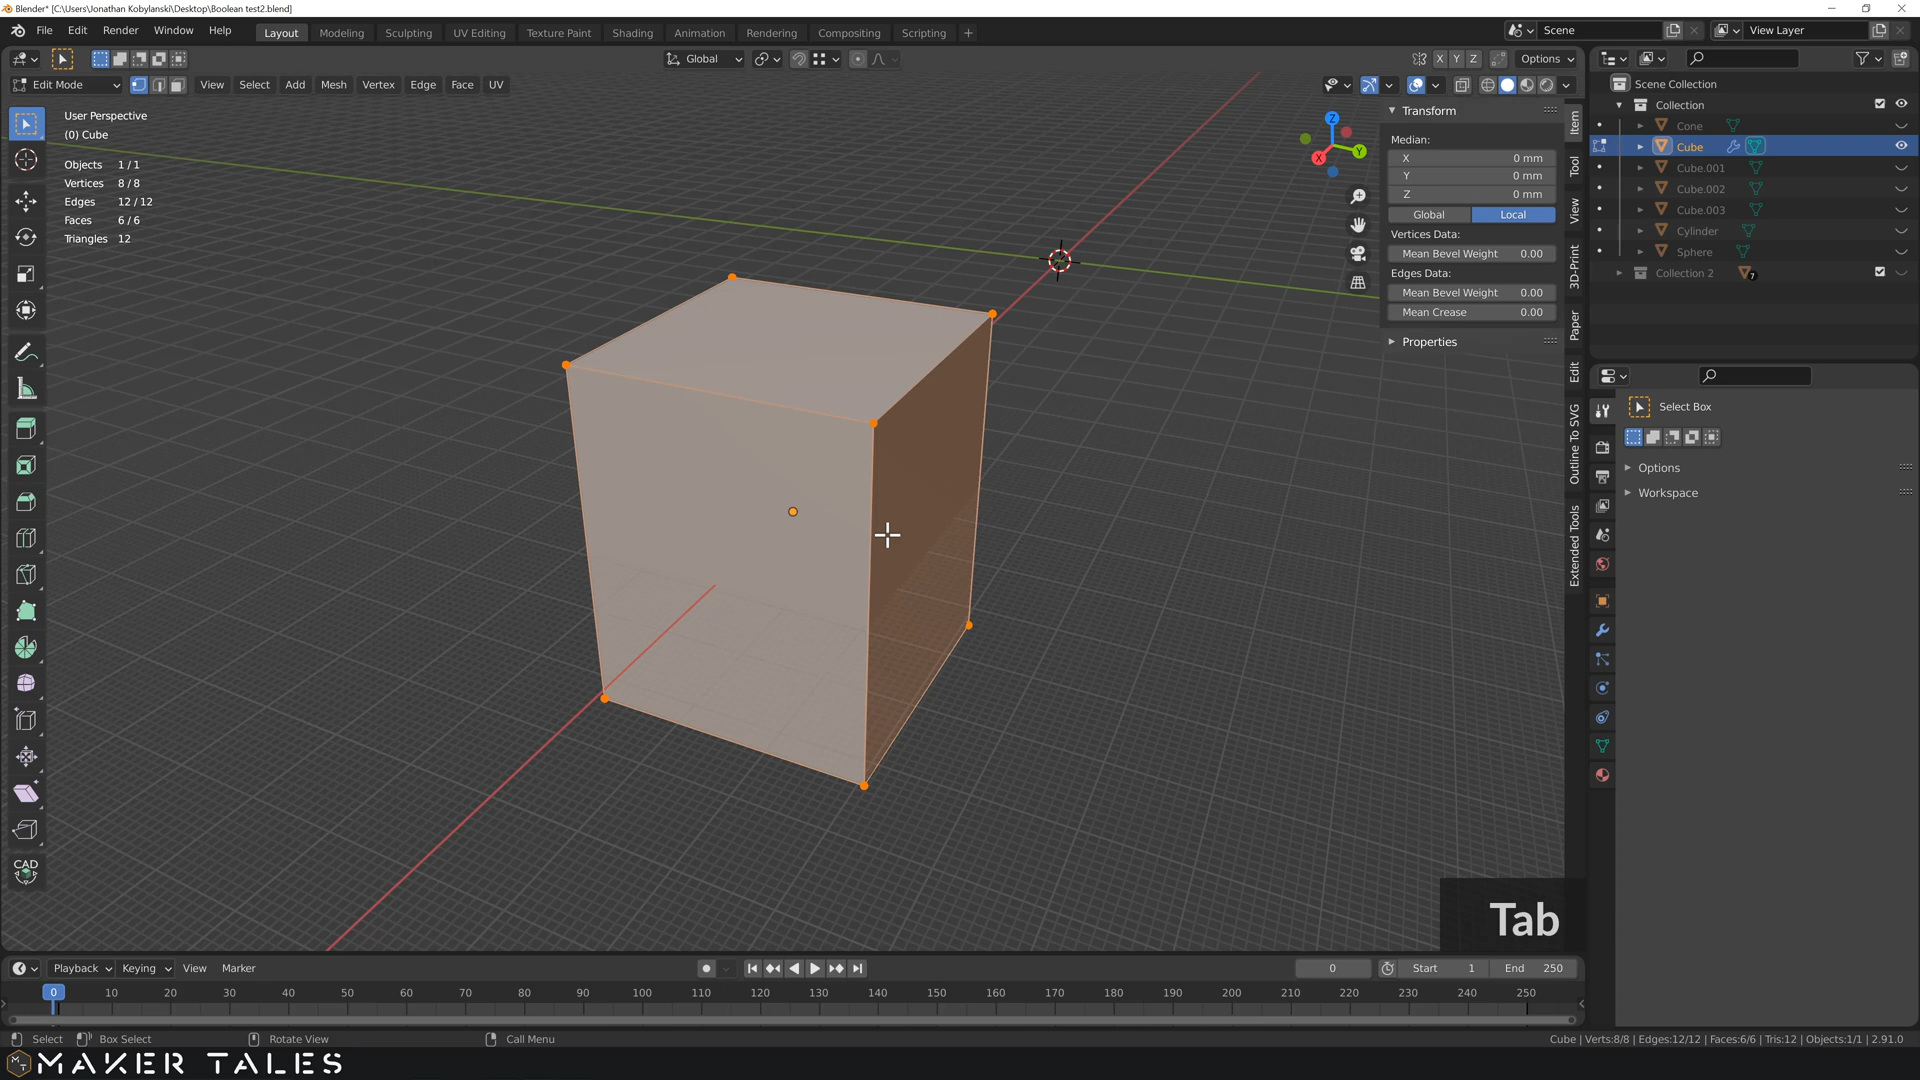 Blender* [C:\Users\Jonathan Kobylanski\Desktop\Boolean test2.blend]
File Edit Render Window Help Layout Modeling Sculpting UV Editing Texture Paint Shading Animation Rendering Compositing Scripting + Scene View Layer
Global X Y Z Options
Edit Mode View Select Add Mesh Vertex Edge Face UV
User Perspective
(0) Cube
Objects 1/1
Vertices 8/8
Edges 12/12
Faces 6/6
Triangles 12
Z
Y
X
Transform
Median:
X 0 mm
Y 0 mm
Z 0 mm
Global Local
Vertices Data:
Mean Bevel Weight 0.00
Edges Data:
Mean Bevel Weight 0.00
Mean Crease 0.00
Properties
Item
Tool
View
3D-Print
Paper
Edit
Outline To SVG
Extended Tools
Scene Collection
Collection
Cone
Cube
Cube.001
Cube.002
Cube.003
Cylinder
Sphere
Collection 2 7
Select Box
Options
Workspace
CAD
Tab
Playback Keying View Marker 0 Start 1 End 250
0 10 20 30 40 50 60 70 80 90 100 110 120 130 140 150 160 170 180 190 200 210 220 230 240 250
Select Box Select Rotate View Call Menu Cube | Verts:8/8 | Edges:12/12 | Faces:6/6 | Tris:12 | Objects:1/1 | 2.91.0
MT MAKER TALES